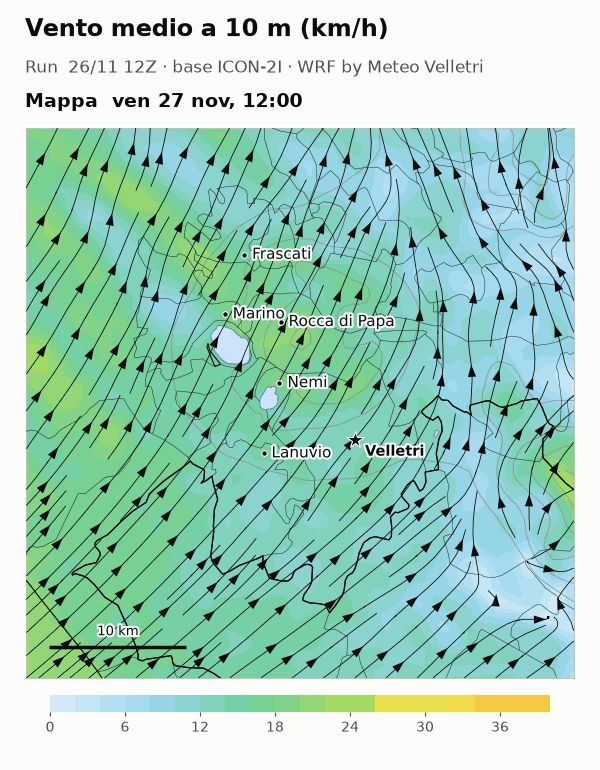 Vento medio a 10 m (km/h)
Run  26/11 12Z · base ICON-2I · WRF by Meteo Velletri
Mappa  ven 27 nov, 12:00
Frascati
Marino
Rocca di Papa
Nemi
Velletri
Lanuvio
10 km
0 6 12 18 24 30 36